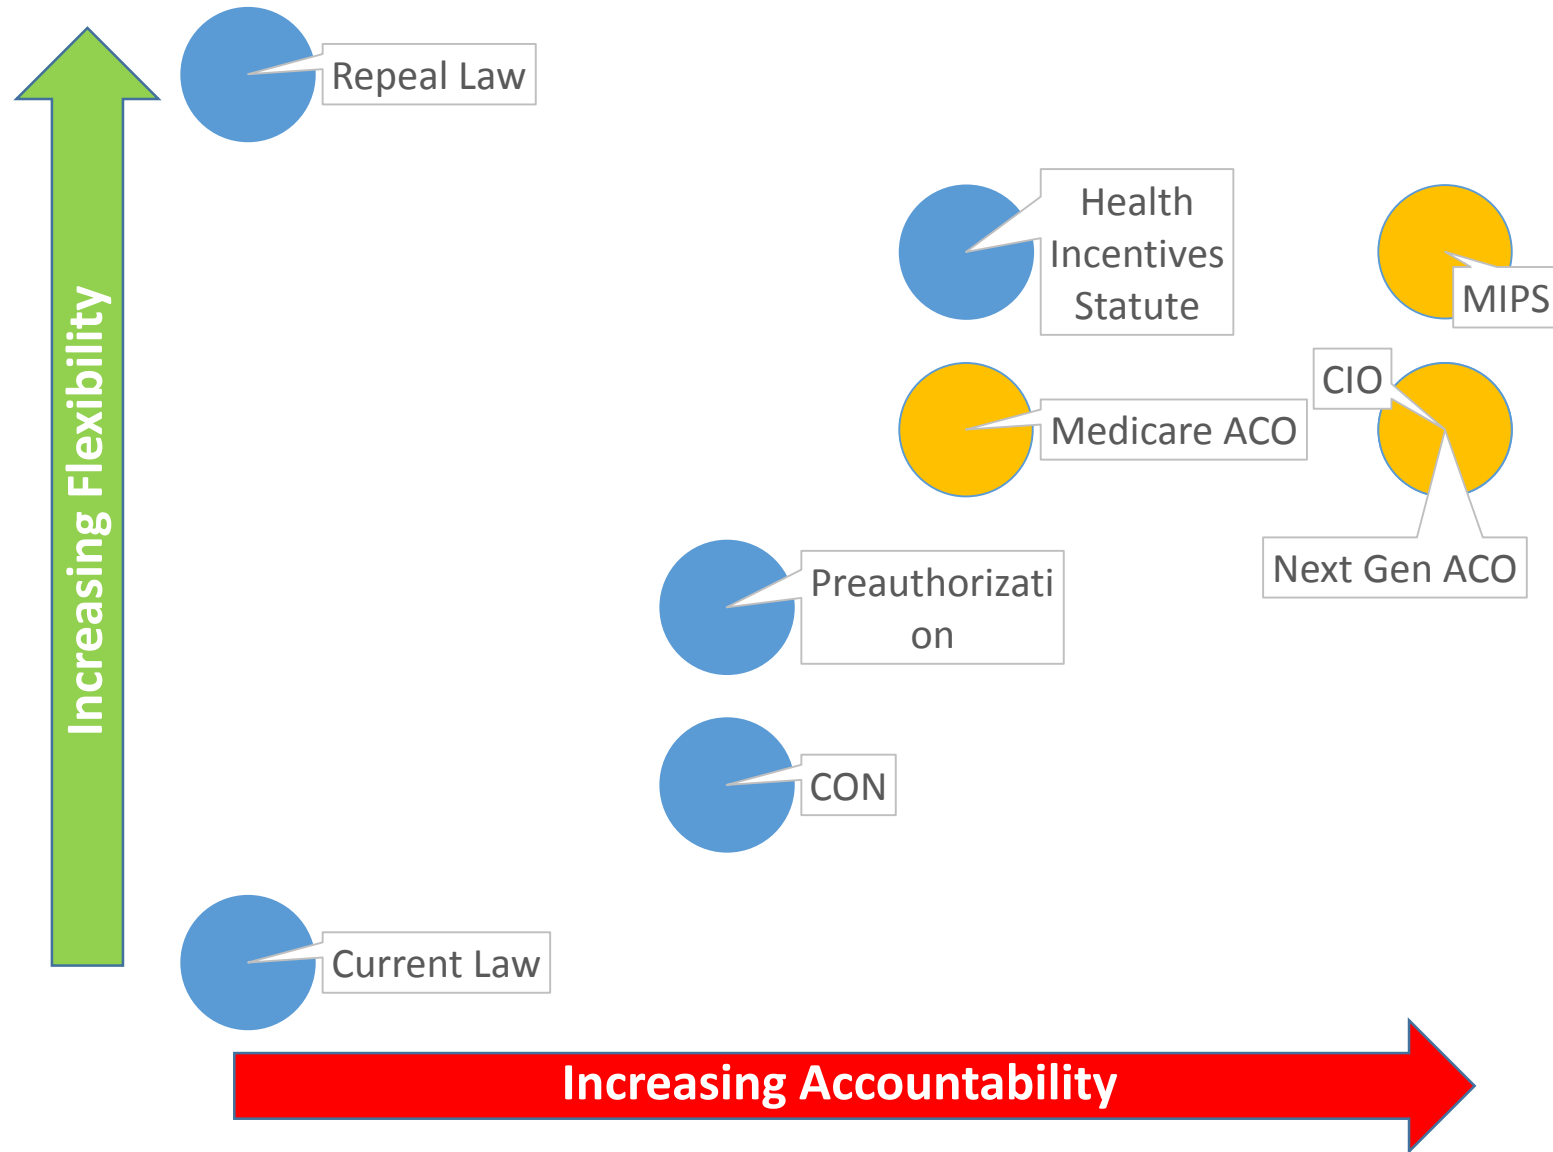 Repeal Law
Health
Incentives
Statute
MIPS
CIO
Medicare ACO
Next Gen ACO
Preauthorizati
on
CON
Current Law
Increasing Flexibility
Increasing Accountability